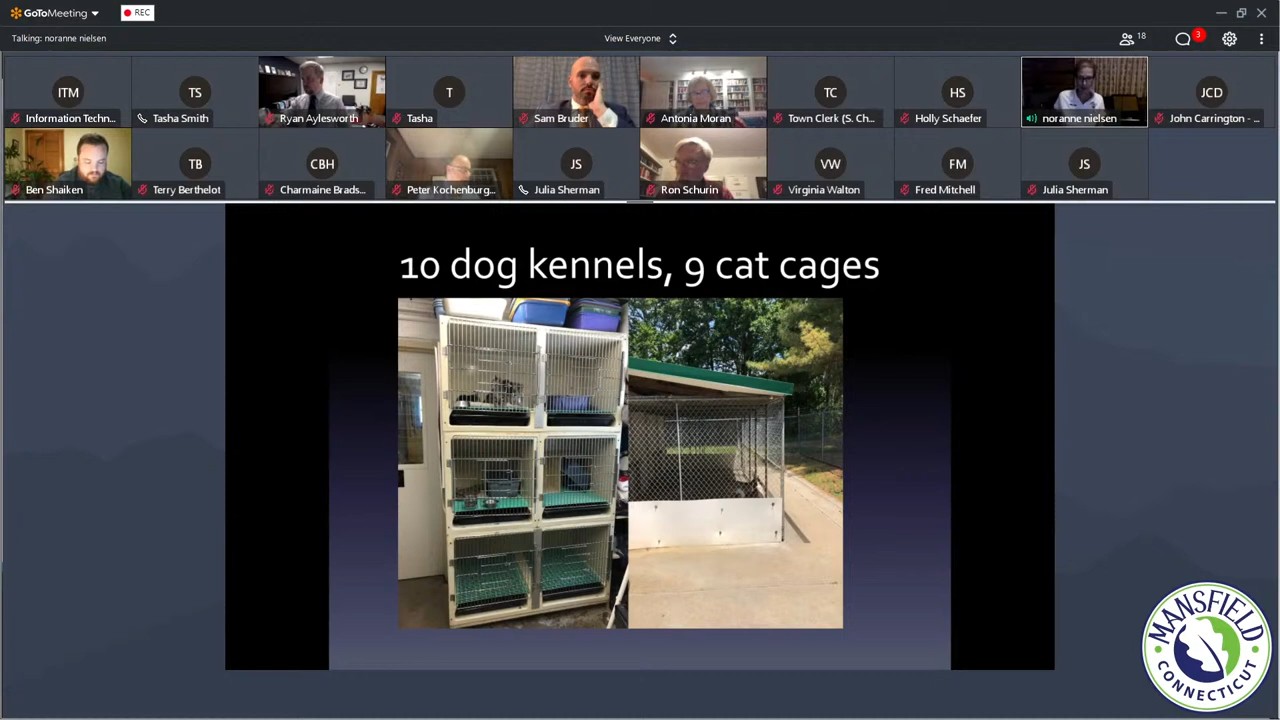 GoToMeeting
REC
Talking: noranne nielsen
View Everyone
18
3
ITM
Information Techn...
TS
Tasha Smith
Ryan Aylesworth
T
Tasha
Sam Bruder
Antonia Moran
TC
Town Clerk (S. Ch...
HS
Holly Schaefer
noranne nielsen
JCD
John Carrington - ...
Ben Shaiken
TB
Terry Berthelot
CBH
Charmaine Brads...
Peter Kochenburg...
JS
Julia Sherman
Ron Schurin
VW
Virginia Walton
FM
Fred Mitchell
JS
Julia Sherman
10 dog kennels, 9 cat cages
MANSFIELD
CONNECTICUT